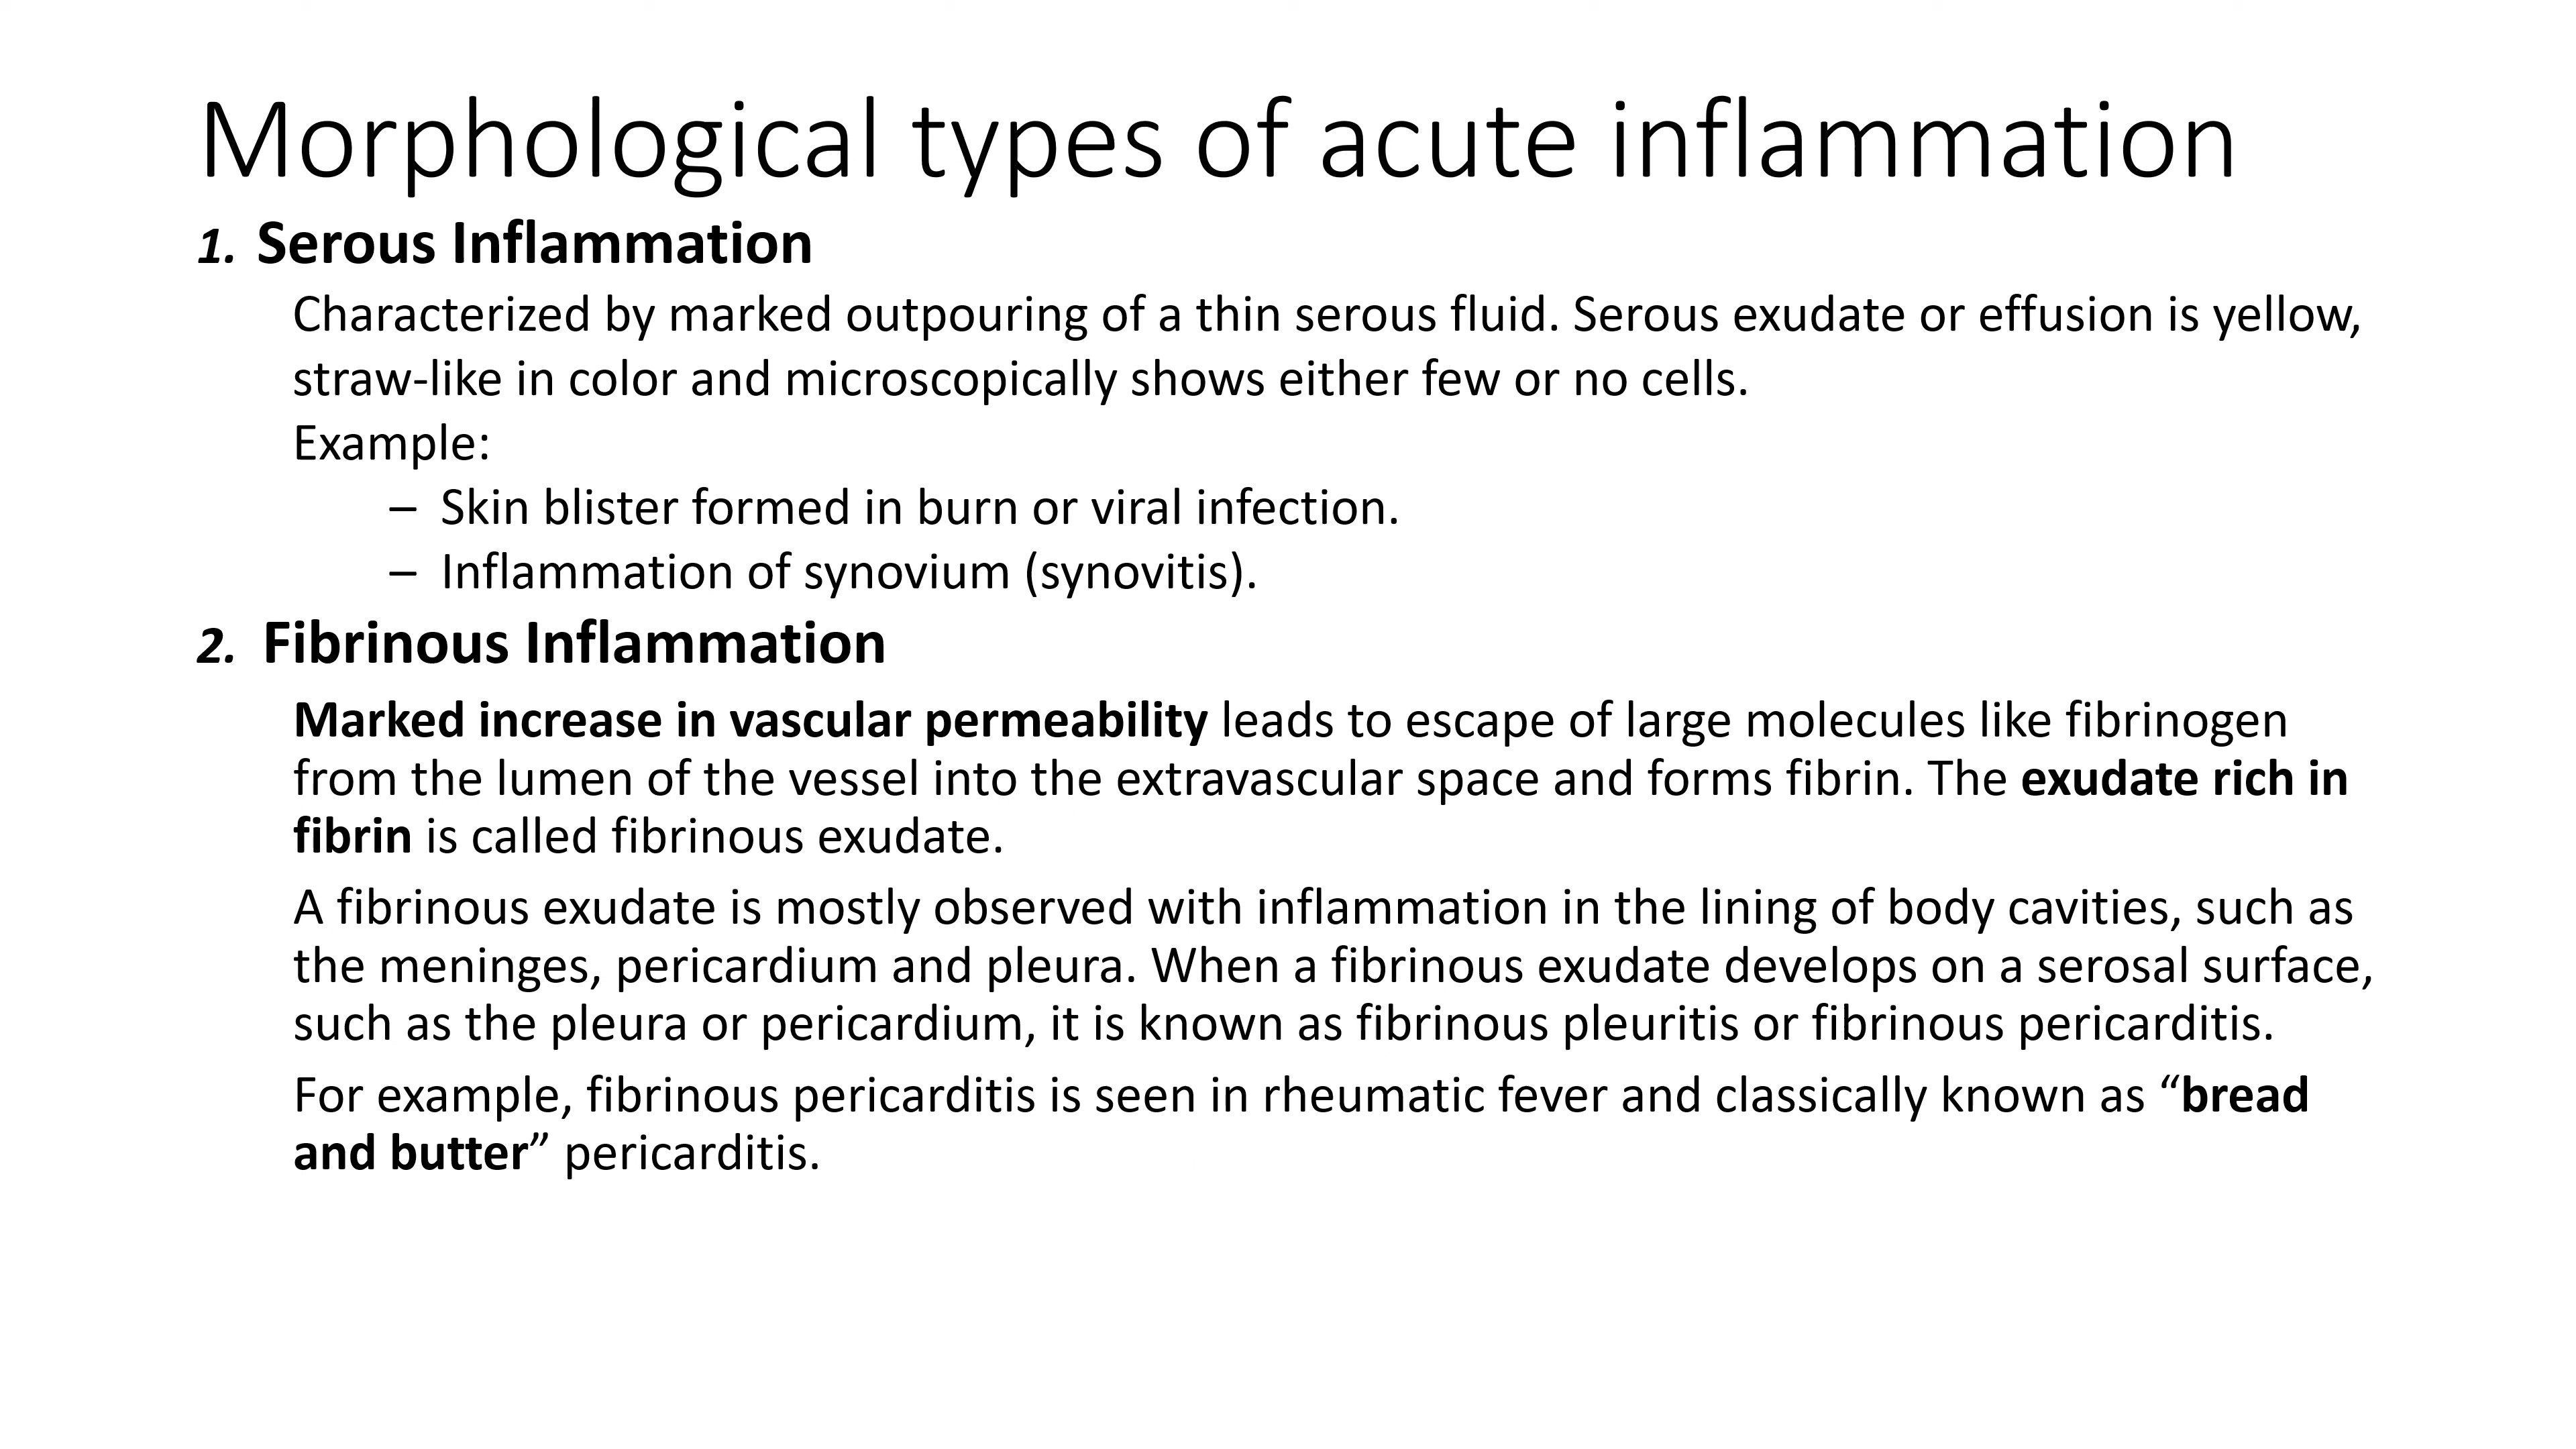 Morphological types of acute inflammation
1. Serous Inflammation
Characterized by marked outpouring of a thin serous fluid. Serous exudate or effusion is yellow,
straw-like in color and microscopically shows either few or no cells.
Example:
– Skin blister formed in burn or viral infection.
– Inflammation of synovium (synovitis).
2. Fibrinous Inflammation
Marked increase in vascular permeability leads to escape of large molecules like fibrinogen
from the lumen of the vessel into the extravascular space and forms fibrin. The exudate rich in
fibrin is called fibrinous exudate.
A fibrinous exudate is mostly observed with inflammation in the lining of body cavities, such as
the meninges, pericardium and pleura. When a fibrinous exudate develops on a serosal surface,
such as the pleura or pericardium, it is known as fibrinous pleuritis or fibrinous pericarditis.
For example, fibrinous pericarditis is seen in rheumatic fever and classically known as “bread
and butter” pericarditis.